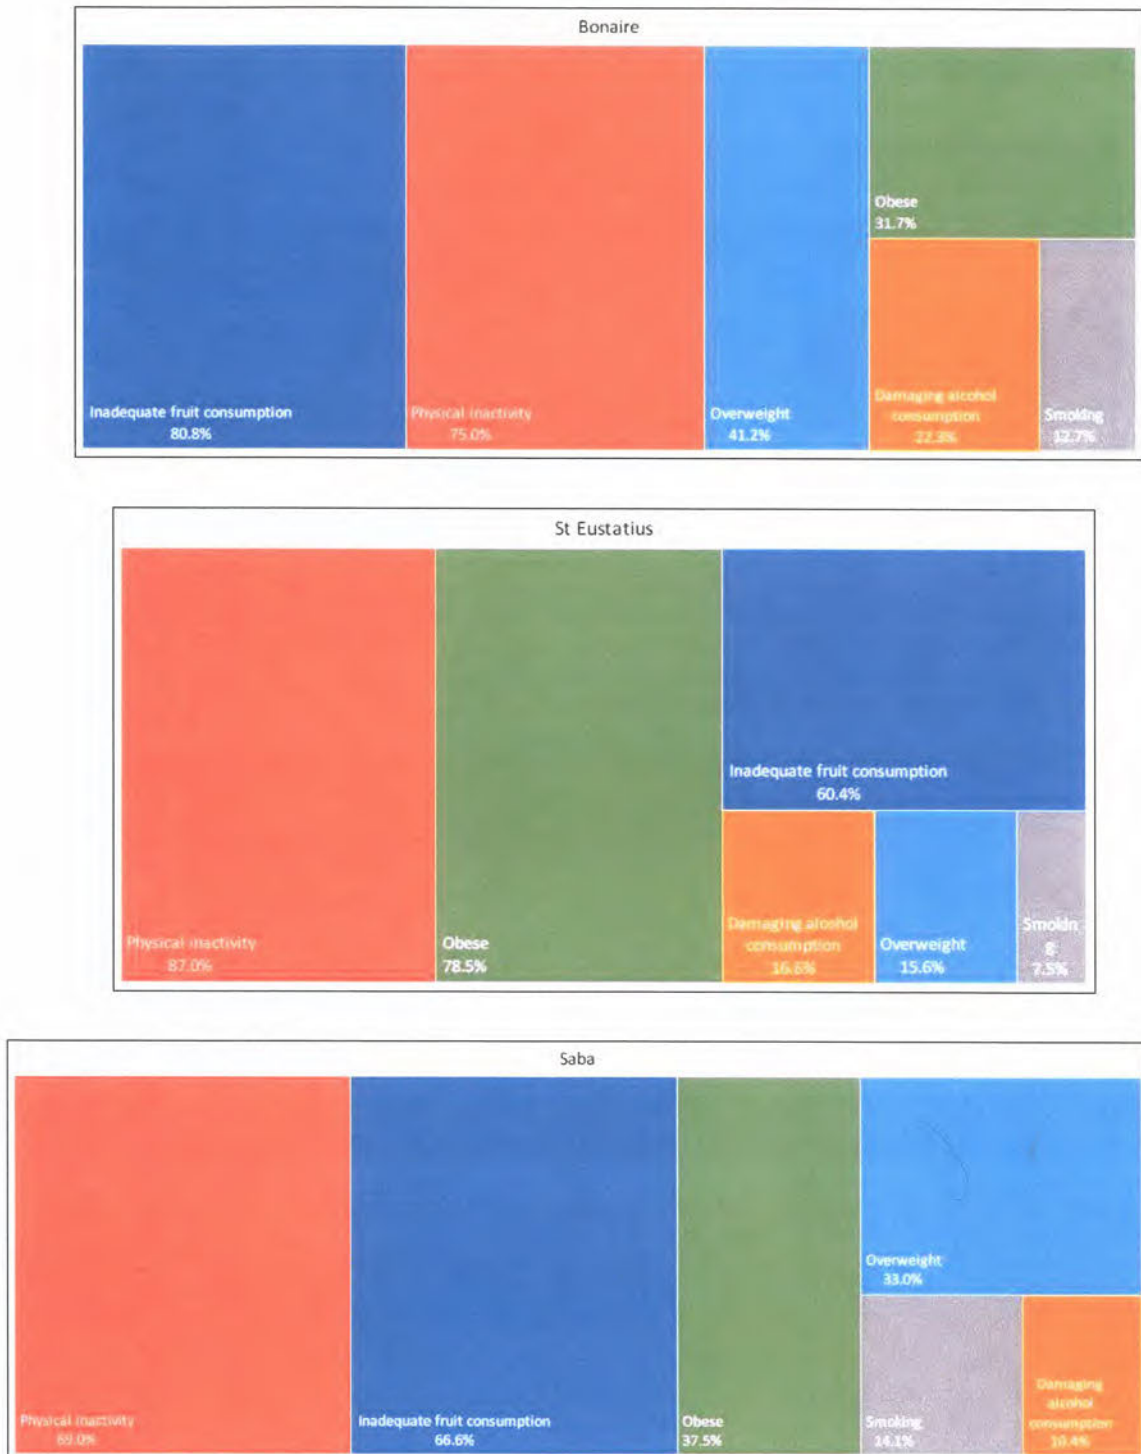 Bonaire
Obese
31.7%
Inadequate fruit consumption
80.8%
Physical inactivity
75.0%
Overweight
41.2%
Damaging alcohol
consumption
22.3%
Smoking
12.7%
St Eustatius
Inadequate fruit consumption
60.4%
Physical inactivity
87.0%
Obese
78.5%
Damaging alcohol
consumption
16.6%
Overweight
15.6%
Smokin
g
7.5%
Saba
Overweight
33.0%
Physical inactivity
69.0%
Inadequate fruit consumption
66.6%
Obese
37.5%
Smoking
14.1%
Damaging
alcohol
consumption
10.4%